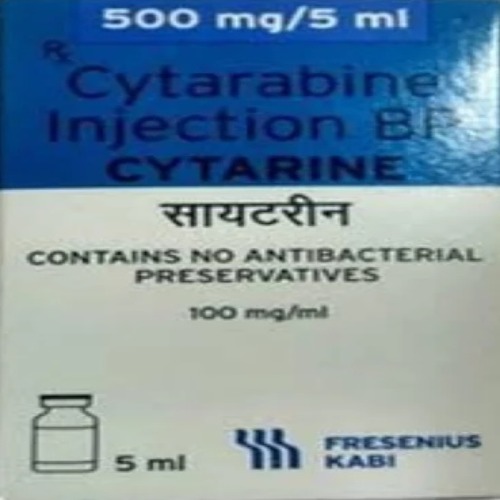 500 mg/5 ml
Rx
Cytarabine
Injection BP
CYTARINE
सायटरीन
CONTAINS NO ANTIBACTERIAL
PRESERVATIVES
100 mg/ml
5 ml
FRESENIUS
KABI